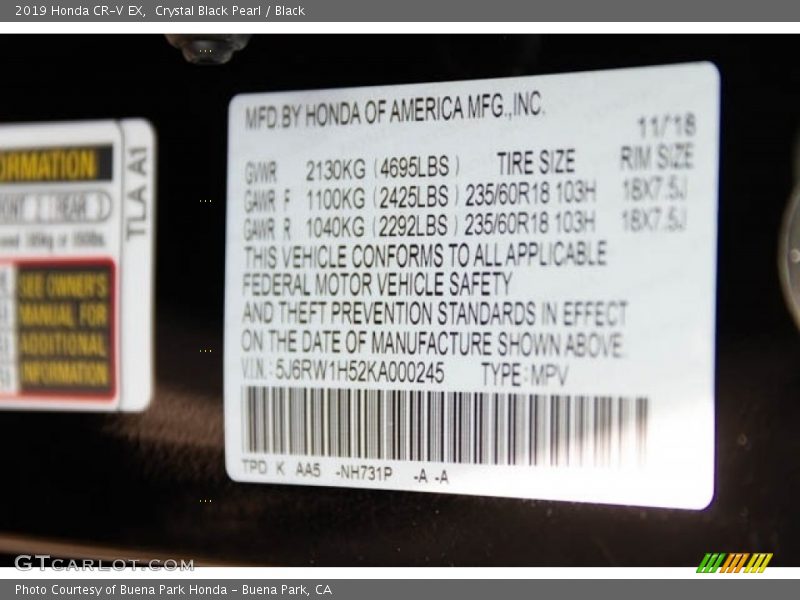 2019 Honda CR-V EX, Crystal Black Pearl / Black
MFD.BY HONDA OF AMERICA MFG.,INC.
11/18
GVWR 2130KG (4695LBS) TIRE SIZE RIM SIZE
GAWR F 1100KG (2425LBS) 235/60R18 103H 18X7.5J
GAWR R 1040KG (2292LBS) 235/60R18 103H 18X7.5J
THIS VEHICLE CONFORMS TO ALL APPLICABLE
FEDERAL MOTOR VEHICLE SAFETY
AND THEFT PREVENTION STANDARDS IN EFFECT
ON THE DATE OF MANUFACTURE SHOWN ABOVE.
V.I.N.: 5J6RW1H52KA000245 TYPE: MPV
TPD K AA5 -NH731P -A -A
ORMATION
REAR
TLA A1
SEE OWNER'S
MANUAL FOR
ADDITIONAL
INFORMATION
GTCARLOT.COM
Photo Courtesy of Buena Park Honda - Buena Park, CA